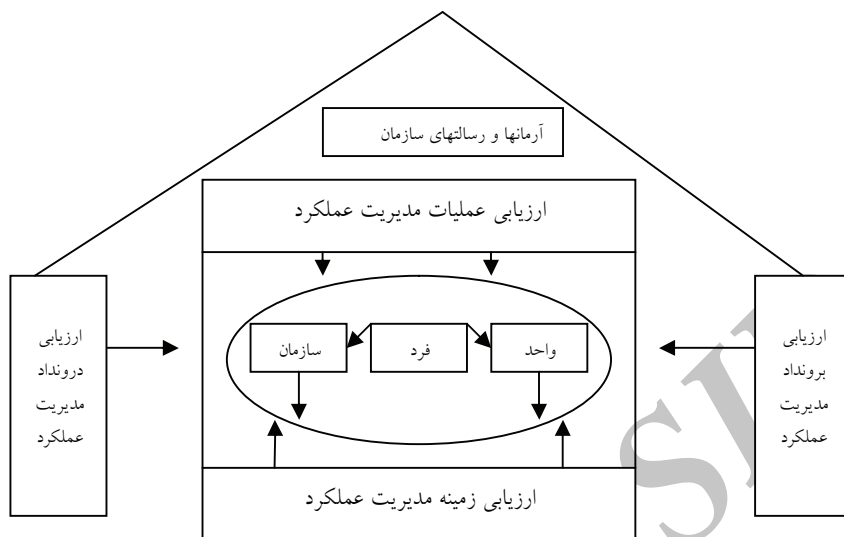 آرمانها و رسالتهای سازمان
ارزیابی عملیات مدیریت عملکرد
ارزیابی
برونداد
مدیریت
عملکرد
واحد
فرد
سازمان
ارزیابی
درونداد
مدیریت
عملکرد
ارزیابی زمینه مدیریت عملکرد